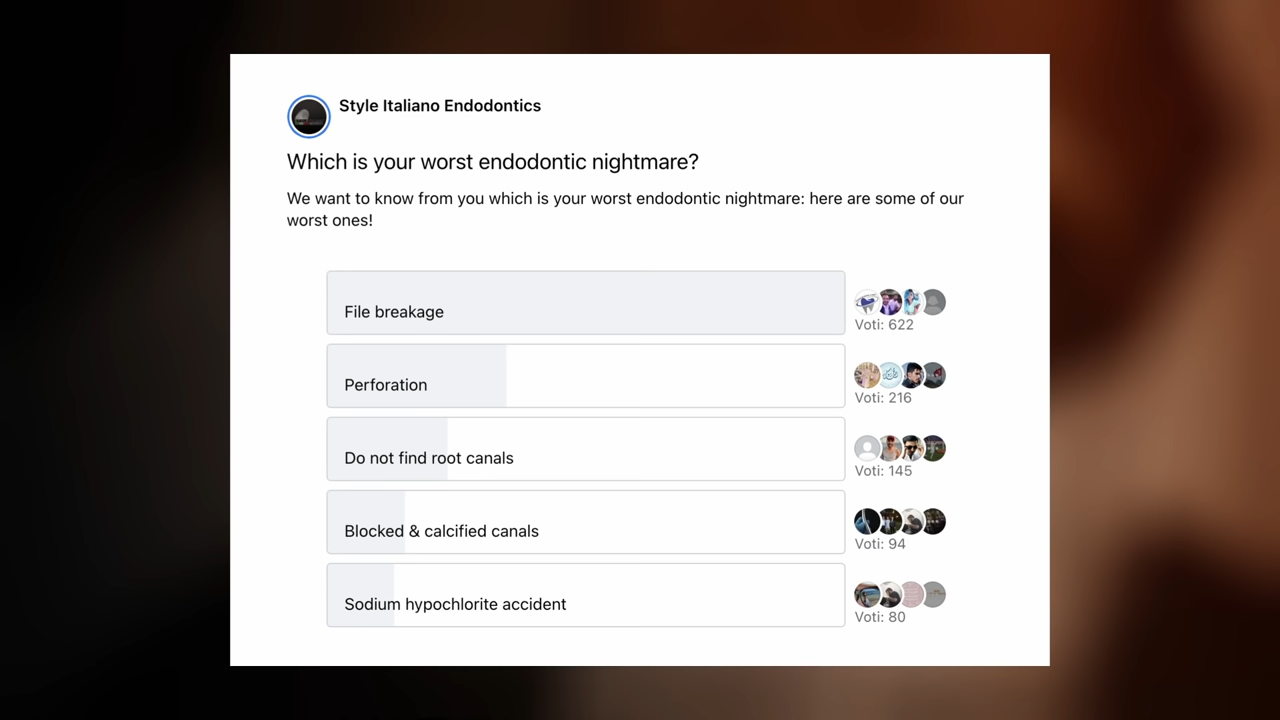 Style Italiano Endodontics
Which is your worst endodontic nightmare?
We want to know from you which is your worst endodontic nightmare: here are some of our
worst ones!
File breakage
Voti: 622
Perforation
Voti: 216
Do not find root canals
Voti: 145
Blocked & calcified canals
Voti: 94
Sodium hypochlorite accident
Voti: 80